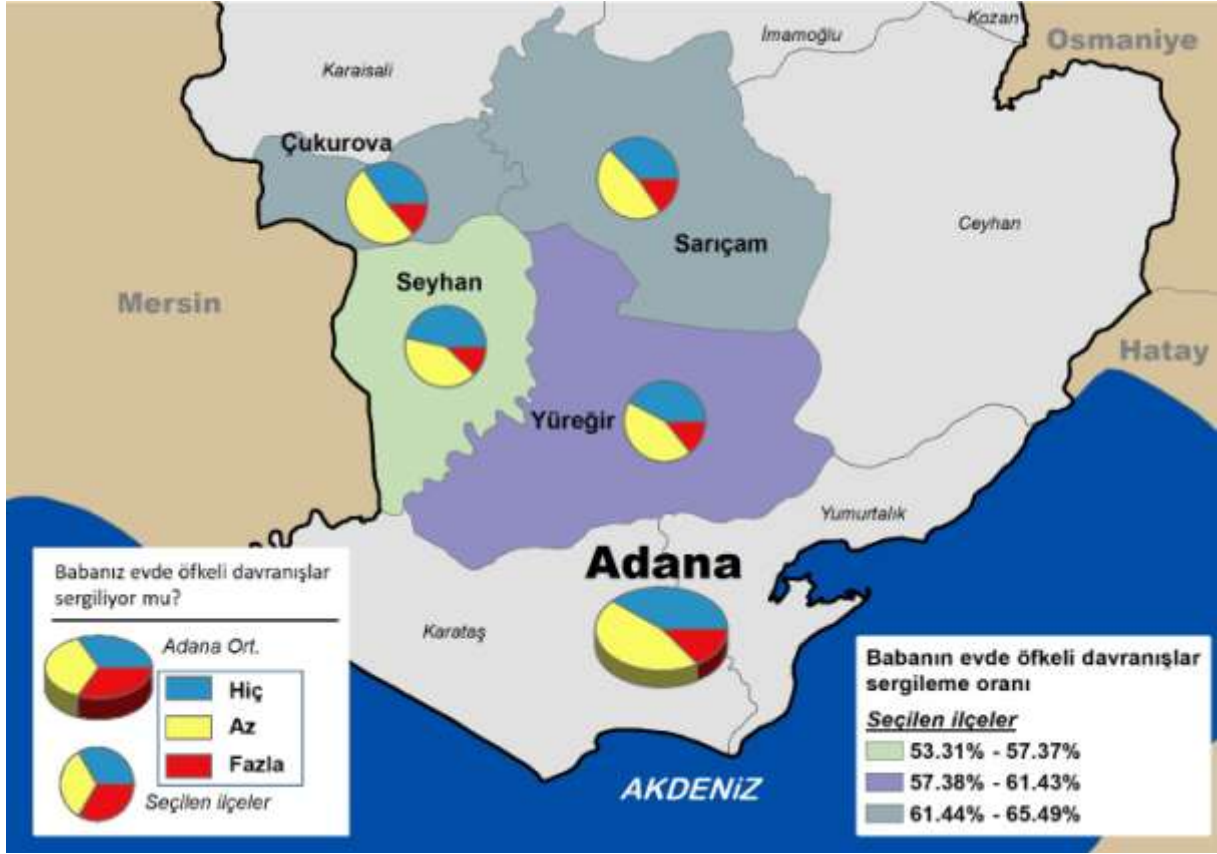 Kozan
İmamoğlu
Osmaniye
Karaisali
Çukurova
Ceyhan
Sarıçam
Seyhan
Mersin
Hatay
Yüreğir
Yumurtalık
Adana
Karataş
AKDENİZ
Babanız evde öfkeli davranışlar
sergiliyor mu?
Adana Ort.
Hiç
Az
Fazla
Seçilen ilçeler
Babanın evde öfkeli davranışlar
sergileme oranı
Seçilen ilçeler
53.31% - 57.37%
57.38% - 61.43%
61.44% - 65.49%